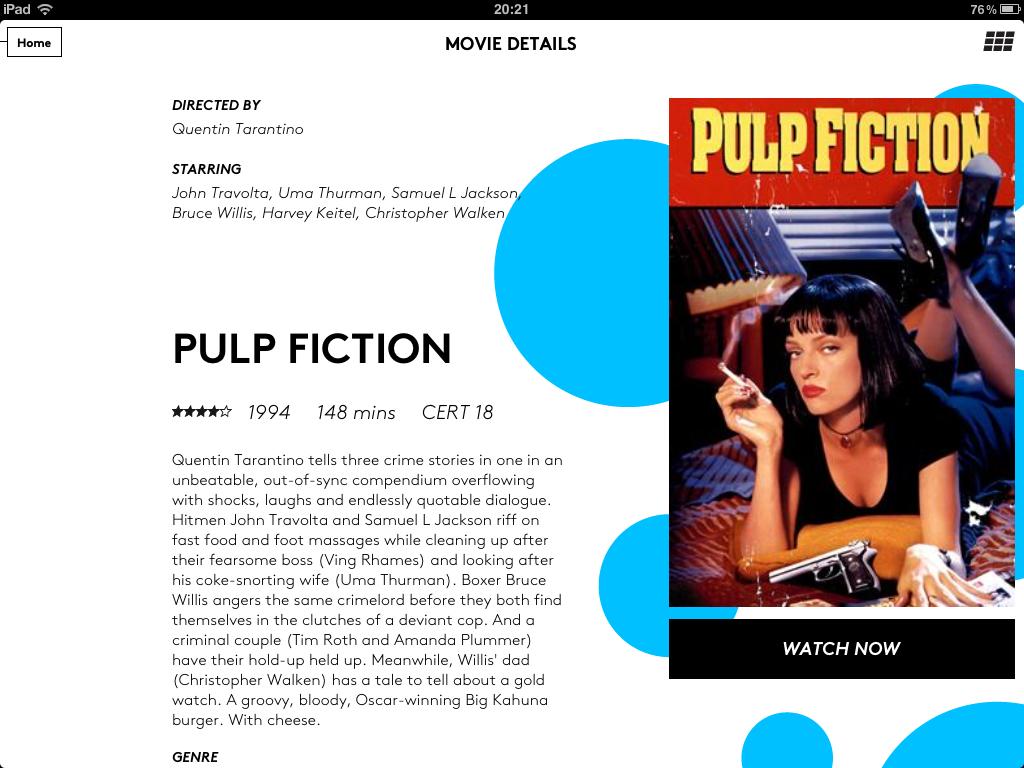 iPad 20:21 76%
Home MOVIE DETAILS
DIRECTED BY
Quentin Tarantino
STARRING
John Travolta, Uma Thurman, Samuel L Jackson,
Bruce Willis, Harvey Keitel, Christopher Walken
PULP FICTION
1994 148 mins CERT 18
Quentin Tarantino tells three crime stories in one in an
unbeatable, out-of-sync compendium overflowing
with shocks, laughs and endlessly quotable dialogue.
Hitmen John Travolta and Samuel L Jackson riff on
fast food and foot massages while cleaning up after
their fearsome boss (Ving Rhames) and looking after
his coke-snorting wife (Uma Thurman). Boxer Bruce
Willis angers the same crimelord before they both find
themselves in the clutches of a deviant cop. And a
criminal couple (Tim Roth and Amanda Plummer)
have their hold-up held up. Meanwhile, Willis' dad
(Christopher Walken) has a tale to tell about a gold
watch. A groovy, bloody, Oscar-winning Big Kahuna
burger. With cheese.
GENRE
PULP FICTION
WATCH NOW